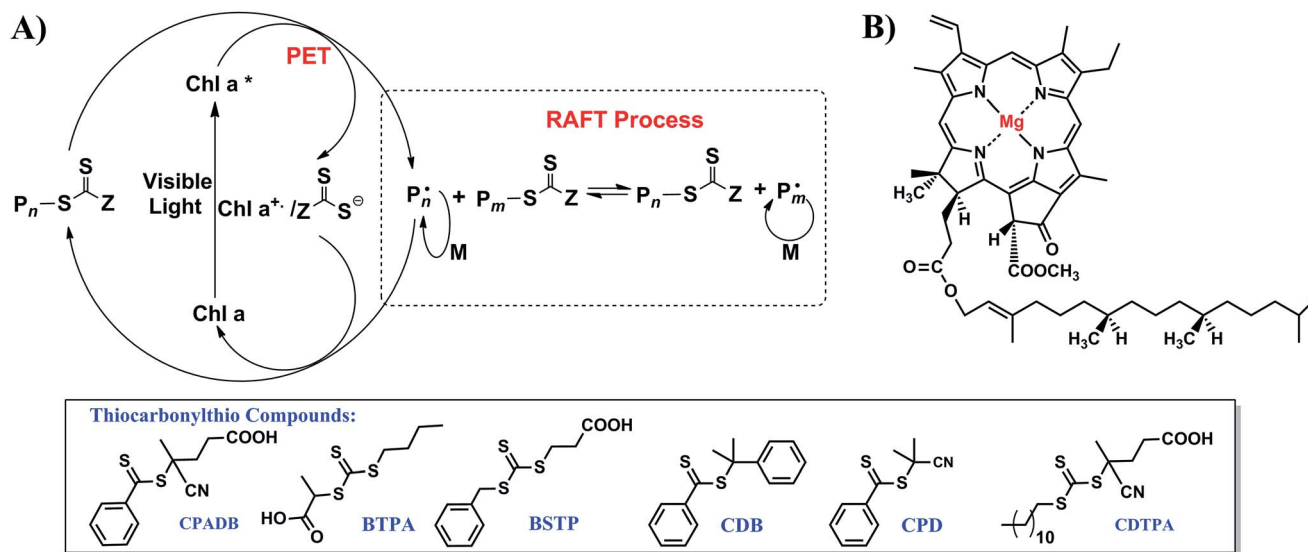 A)
PET
Chl a *
Visible
Light
Chl a+· /Z
S
S⊖
Chl a
S
Pn—S Z
RAFT Process
Pn· + Pm—S Z ⇌ Pn—S Z + Pm·
S S
M M
B)
Mg
N N
N N
H3C
H
H
O
COOCH3
O
O
H3C H
H3C H
Thiocarbonylthio Compounds:
S
S
CN
COOH
CPADB
S
S
S
HO
O
BTPA
COOH
S
S
S
BSTP
S
S
CDB
S
S
CN
CPD
S
S
S
CN
COOH
10
CDTPA